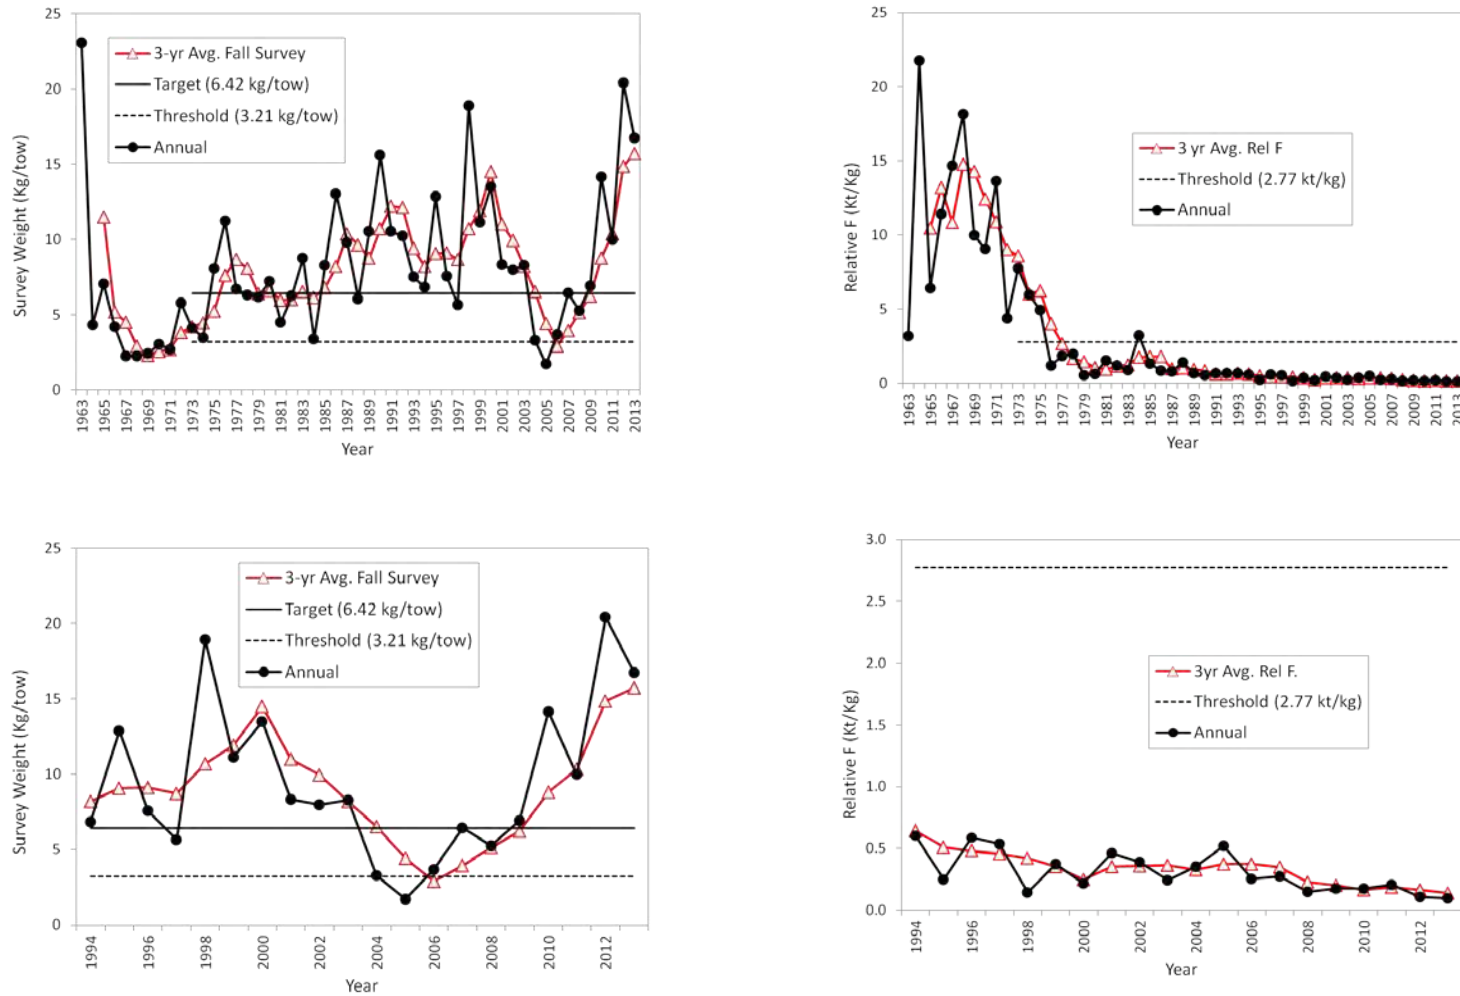 25
20
15
10
5
0
Survey Weight (Kg/tow)
3-yr Avg. Fall Survey
Target (6.42 kg/tow)
Threshold (3.21 kg/tow)
Annual
1963 1965 1967 1969 1971 1973 1975 1977 1979 1981 1983 1985 1987 1989 1991 1993 1995 1997 1999 2001 2003 2005 2007 2009 2011 2013
Year
25
20
15
10
5
0
Relative F (Kt/Kg)
3 yr Avg. Rel F
Threshold (2.77 kt/kg)
Annual
1963 1965 1967 1969 1971 1973 1975 1977 1979 1981 1983 1985 1987 1989 1991 1993 1995 1997 1999 2001 2003 2005 2007 2009 2011 2013
Year
25
20
15
10
5
0
Survey Weight (Kg/tow)
3-yr Avg. Fall Survey
Target (6.42 kg/tow)
Threshold (3.21 kg/tow)
Annual
1994 1996 1998 2000 2002 2004 2006 2008 2010 2012
Year
3.0
2.5
2.0
1.5
1.0
0.5
0.0
Relative F (Kt/Kg)
3yr Avg. Rel F.
Threshold (2.77 kt/kg)
Annual
1994 1996 1998 2000 2002 2004 2006 2008 2010 2012
Year